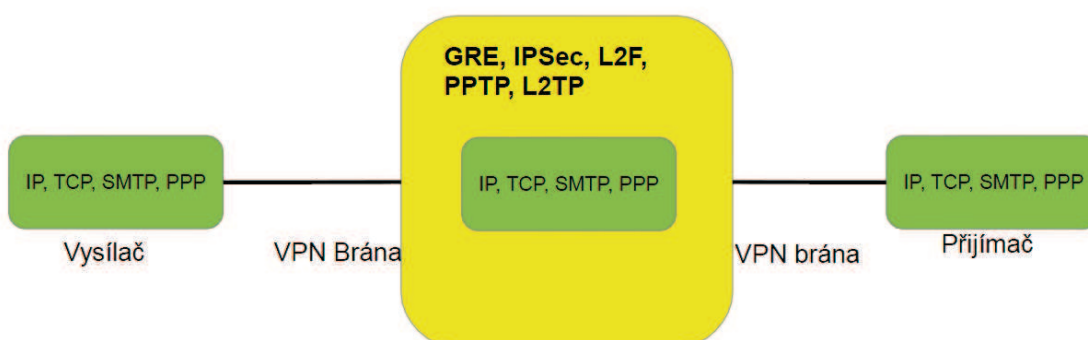 GRE, IPSec, L2F,
PPTP, L2TP
IP, TCP, SMTP, PPP
IP, TCP, SMTP, PPP
IP, TCP, SMTP, PPP
Vysílač
VPN Brána
VPN brána
Přijímač